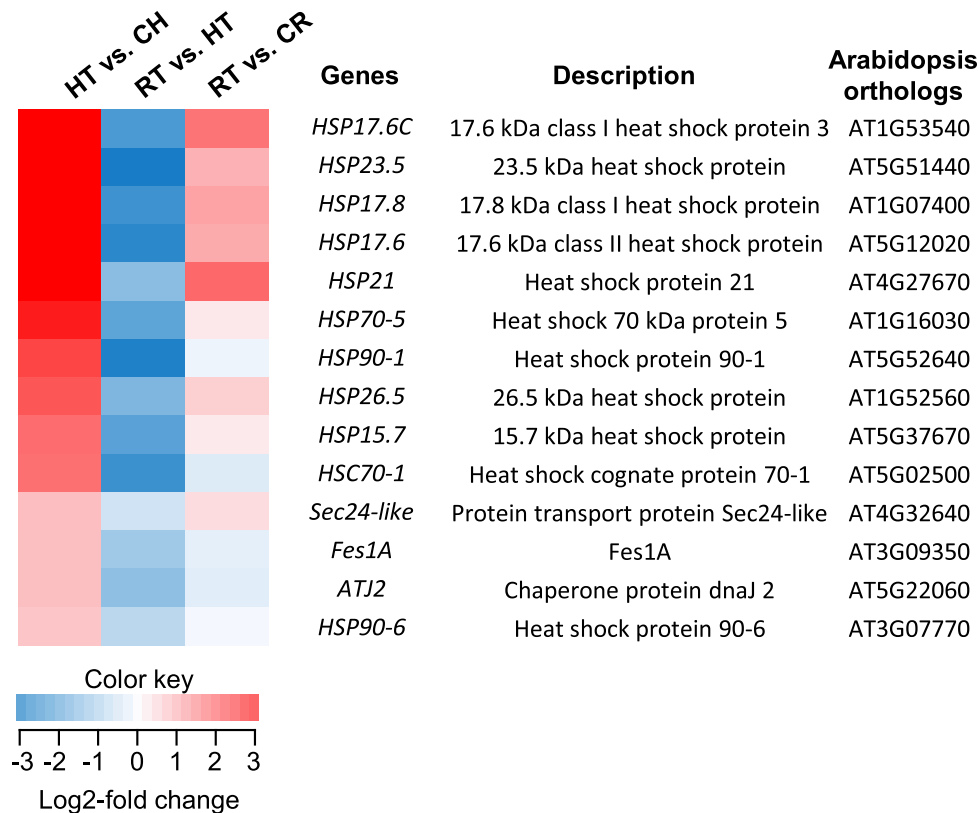 HT vs. CH RT vs. HT RT vs. CR
Genes Description Arabidopsis orthologs
HSP17.6C 17.6 kDa class I heat shock protein 3 AT1G53540
HSP23.5 23.5 kDa heat shock protein AT5G51440
HSP17.8 17.8 kDa class I heat shock protein AT1G07400
HSP17.6 17.6 kDa class II heat shock protein AT5G12020
HSP21 Heat shock protein 21 AT4G27670
HSP70-5 Heat shock 70 kDa protein 5 AT1G16030
HSP90-1 Heat shock protein 90-1 AT5G52640
HSP26.5 26.5 kDa heat shock protein AT1G52560
HSP15.7 15.7 kDa heat shock protein AT5G37670
HSC70-1 Heat shock cognate protein 70-1 AT5G02500
Sec24-like Protein transport protein Sec24-like AT4G32640
Fes1A Fes1A AT3G09350
ATJ2 Chaperone protein dnaJ 2 AT5G22060
HSP90-6 Heat shock protein 90-6 AT3G07770
Color key
-3 -2 -1 0 1 2 3
Log2-fold change